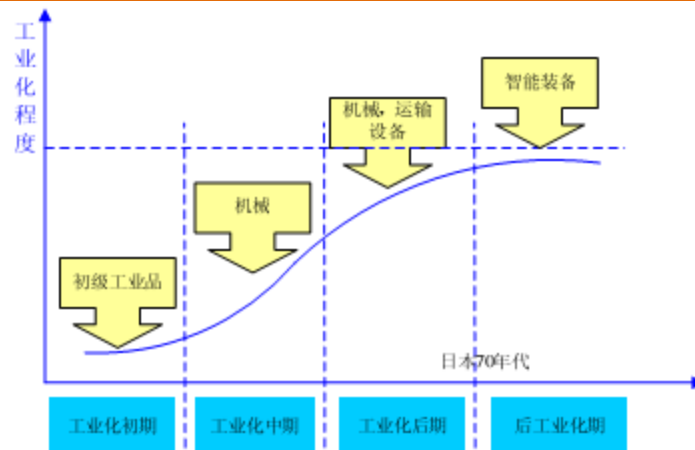 工业化程度
智能装备
机械，运输
设备
机械
初级工业品
日本70年代
工业化初期
工业化中期
工业化后期
后工业化期